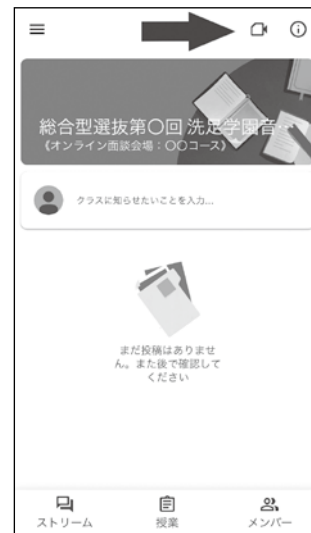 総合型選抜第〇回 洗足学園音…
《オンライン面談会場：〇〇コース》
クラスに知らせたいことを入力...
まだ投稿はありませ
ん。また後で確認して
ください
ストリーム
授業
メンバー